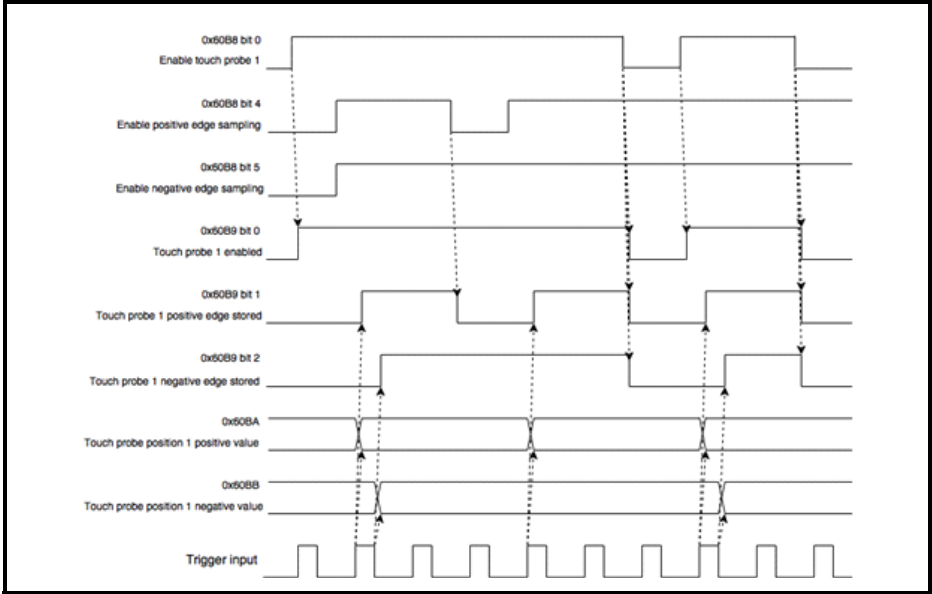 0x60B8 bit 0
Enable touch probe 1
0x60B8 bit 4
Enable positive edge sampling
0x60B8 bit 5
Enable negative edge sampling
0x60B9 bit 0
Touch probe 1 enabled
0x60B9 bit 1
Touch probe 1 positive edge stored
0x60B9 bit 2
Touch probe 1 negative edge stored
0x60BA
Touch probe position 1 positive value
0x60BB
Touch probe position 1 negative value
Trigger input